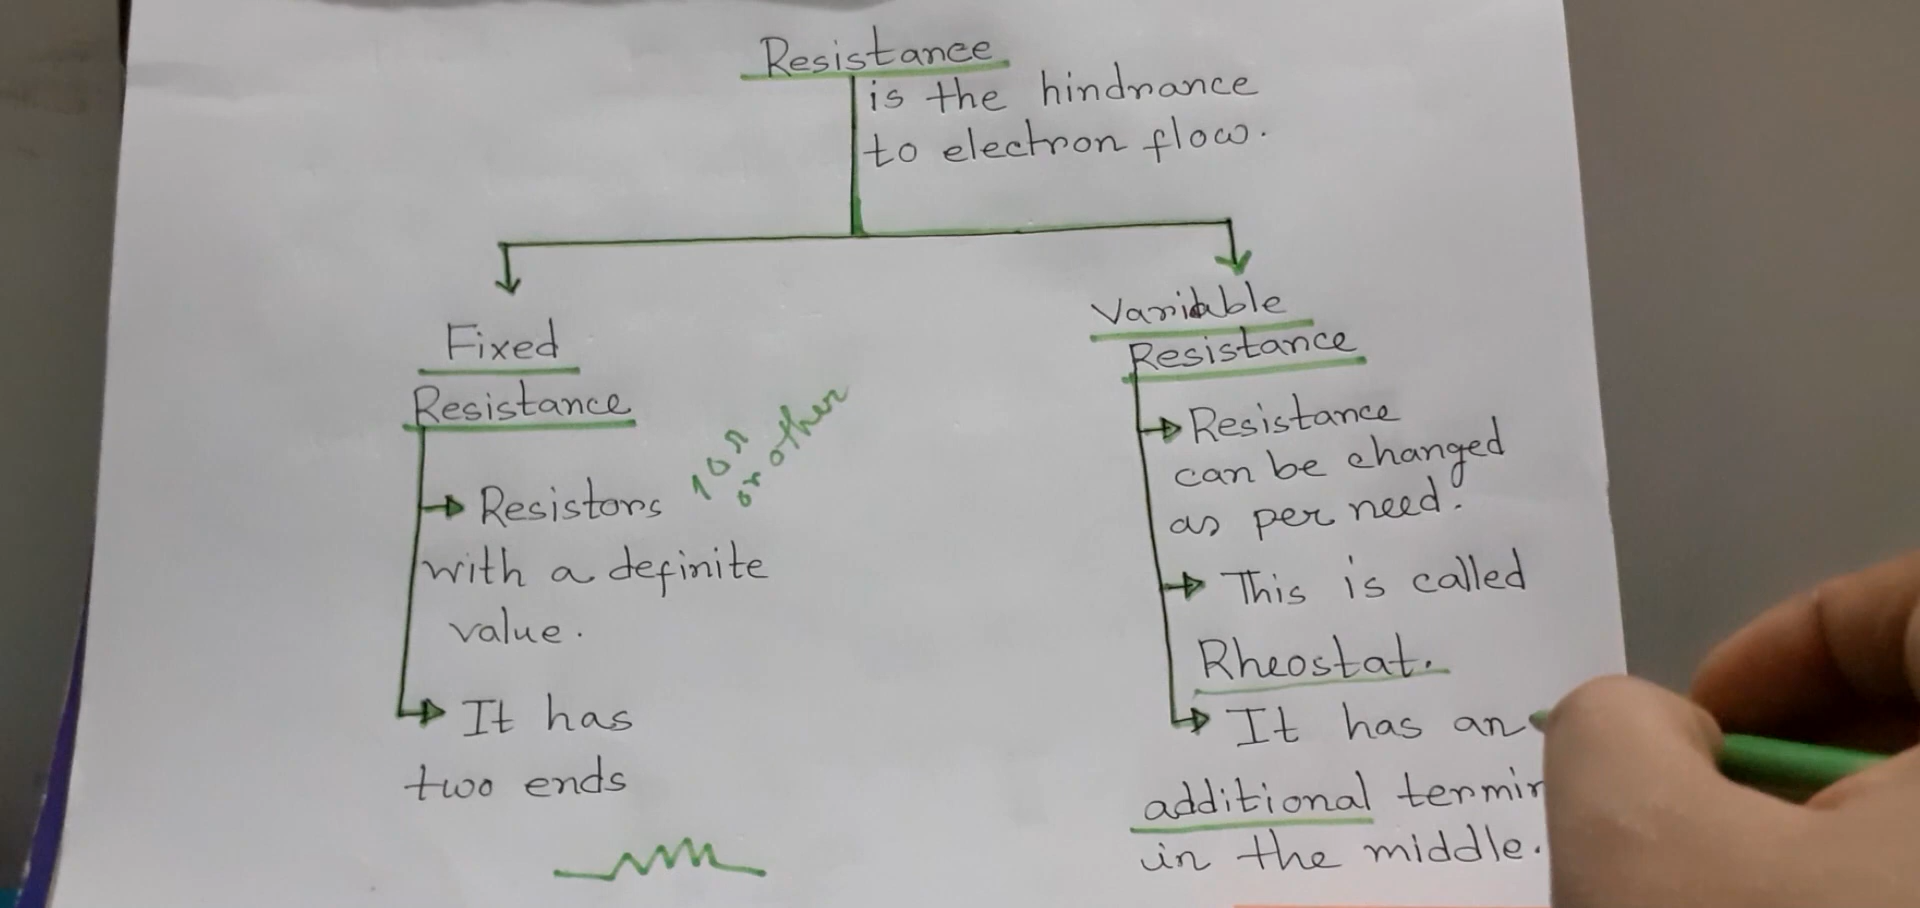 Resistance
is the hindrance
to electron flow.
Fixed
Resistance
10Ω
or other
Resistors
with a definite
value.
It has
two ends
Variable
Resistance
Resistance
can be changed
as per need.
This is called
Rheostat.
It has an
additional
in the middle.